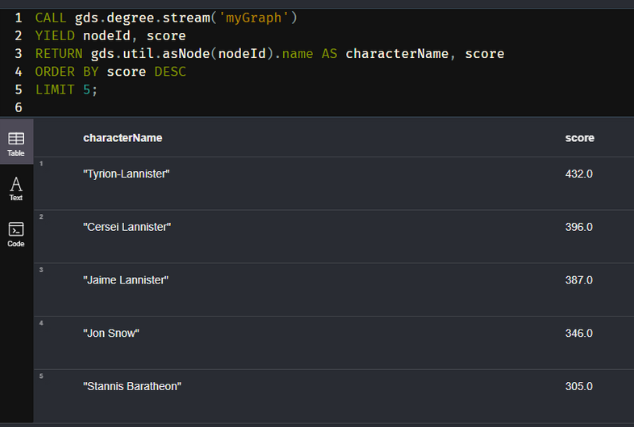 1 CALL gds.degree.stream('myGraph')
2 YIELD nodeId, score
3 RETURN gds.util.asNode(nodeId).name AS characterName, score
4 ORDER BY score DESC
5 LIMIT 5;
6
Table
Text
Code
characterName score
1 "Tyrion-Lannister" 432.0
2 "Cersei Lannister" 396.0
3 "Jaime Lannister" 387.0
4 "Jon Snow" 346.0
5 "Stannis Baratheon" 305.0